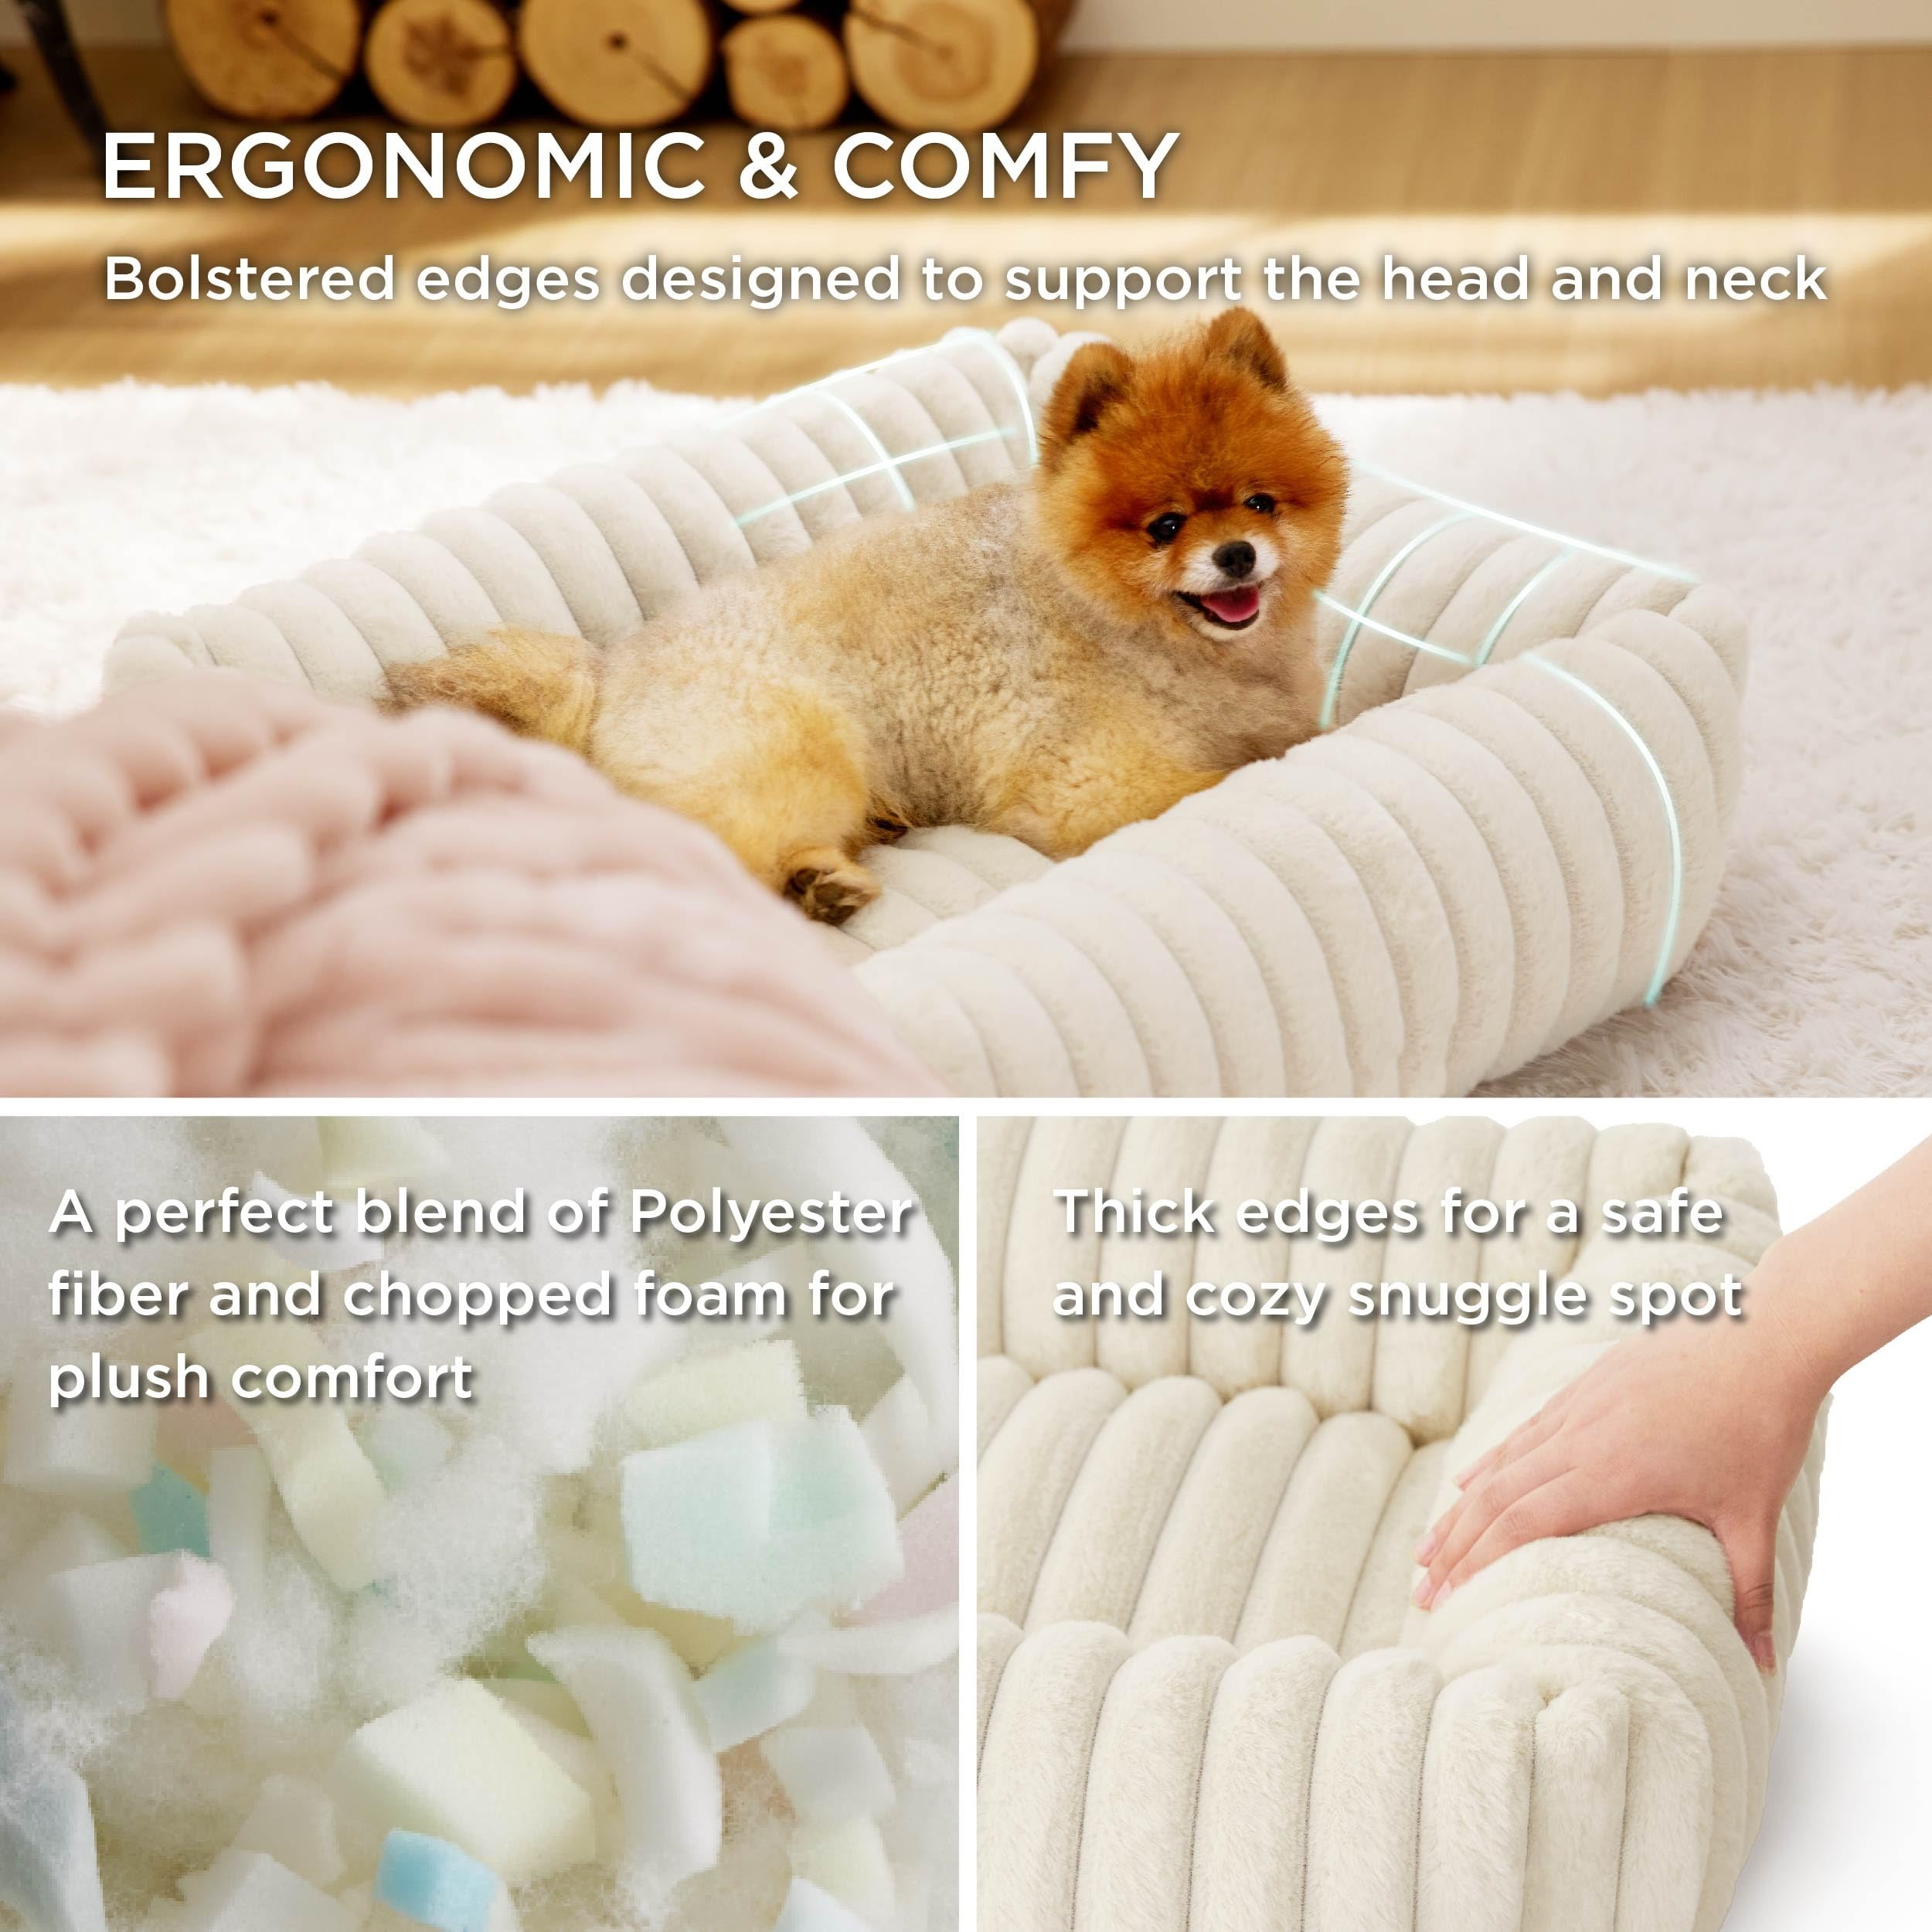 ERGONOMIC & COMFY
Bolstered edges designed to support the head and neck
A perfect blend of Polyester
fiber and chopped foam for
plush comfort
Thick edges for a safe
and cozy snuggle spot